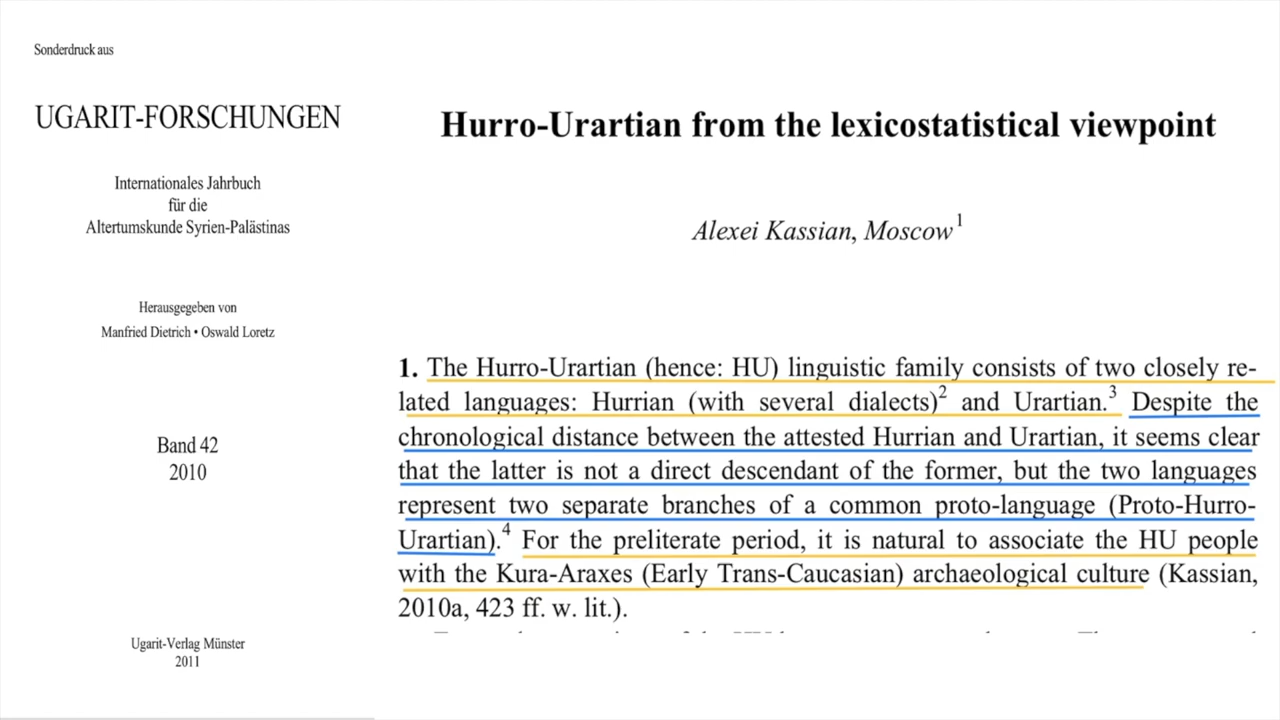 Sonderdruck aus
UGARIT-FORSCHUNGEN
Internationales Jahrbuch
für die
Altertumskunde Syrien-Palästinas
Herausgegeben von
Manfried Dietrich • Oswald Loretz
Band 42
2010
Ugarit-Verlag Münster
2011
Hurro-Urartian from the lexicostatistical viewpoint
Alexei Kassian, Moscow1
1. The Hurro-Urartian (hence: HU) linguistic family consists of two closely re-
lated languages: Hurrian (with several dialects)2 and Urartian.3 Despite the
chronological distance between the attested Hurrian and Urartian, it seems clear
that the latter is not a direct descendant of the former, but the two languages
represent two separate branches of a common proto-language (Proto-Hurro-
Urartian).4 For the preliterate period, it is natural to associate the HU people
with the Kura-Araxes (Early Trans-Caucasian) archaeological culture (Kassian,
2010a, 423 ff. w. lit.).